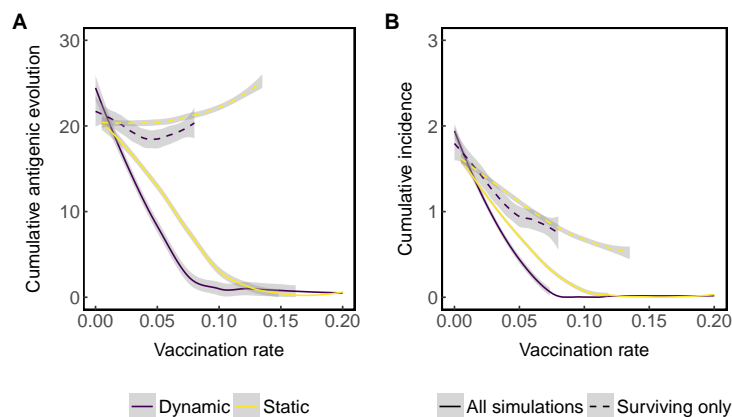 A
Cumulative antigenic evolution
30
20
10
0
0.00 0.05 0.10 0.15 0.20
Vaccination rate
B
Cumulative incidence
3
2
1
0
0.00 0.05 0.10 0.15 0.20
Vaccination rate
Dynamic Static
All simulations Surviving only